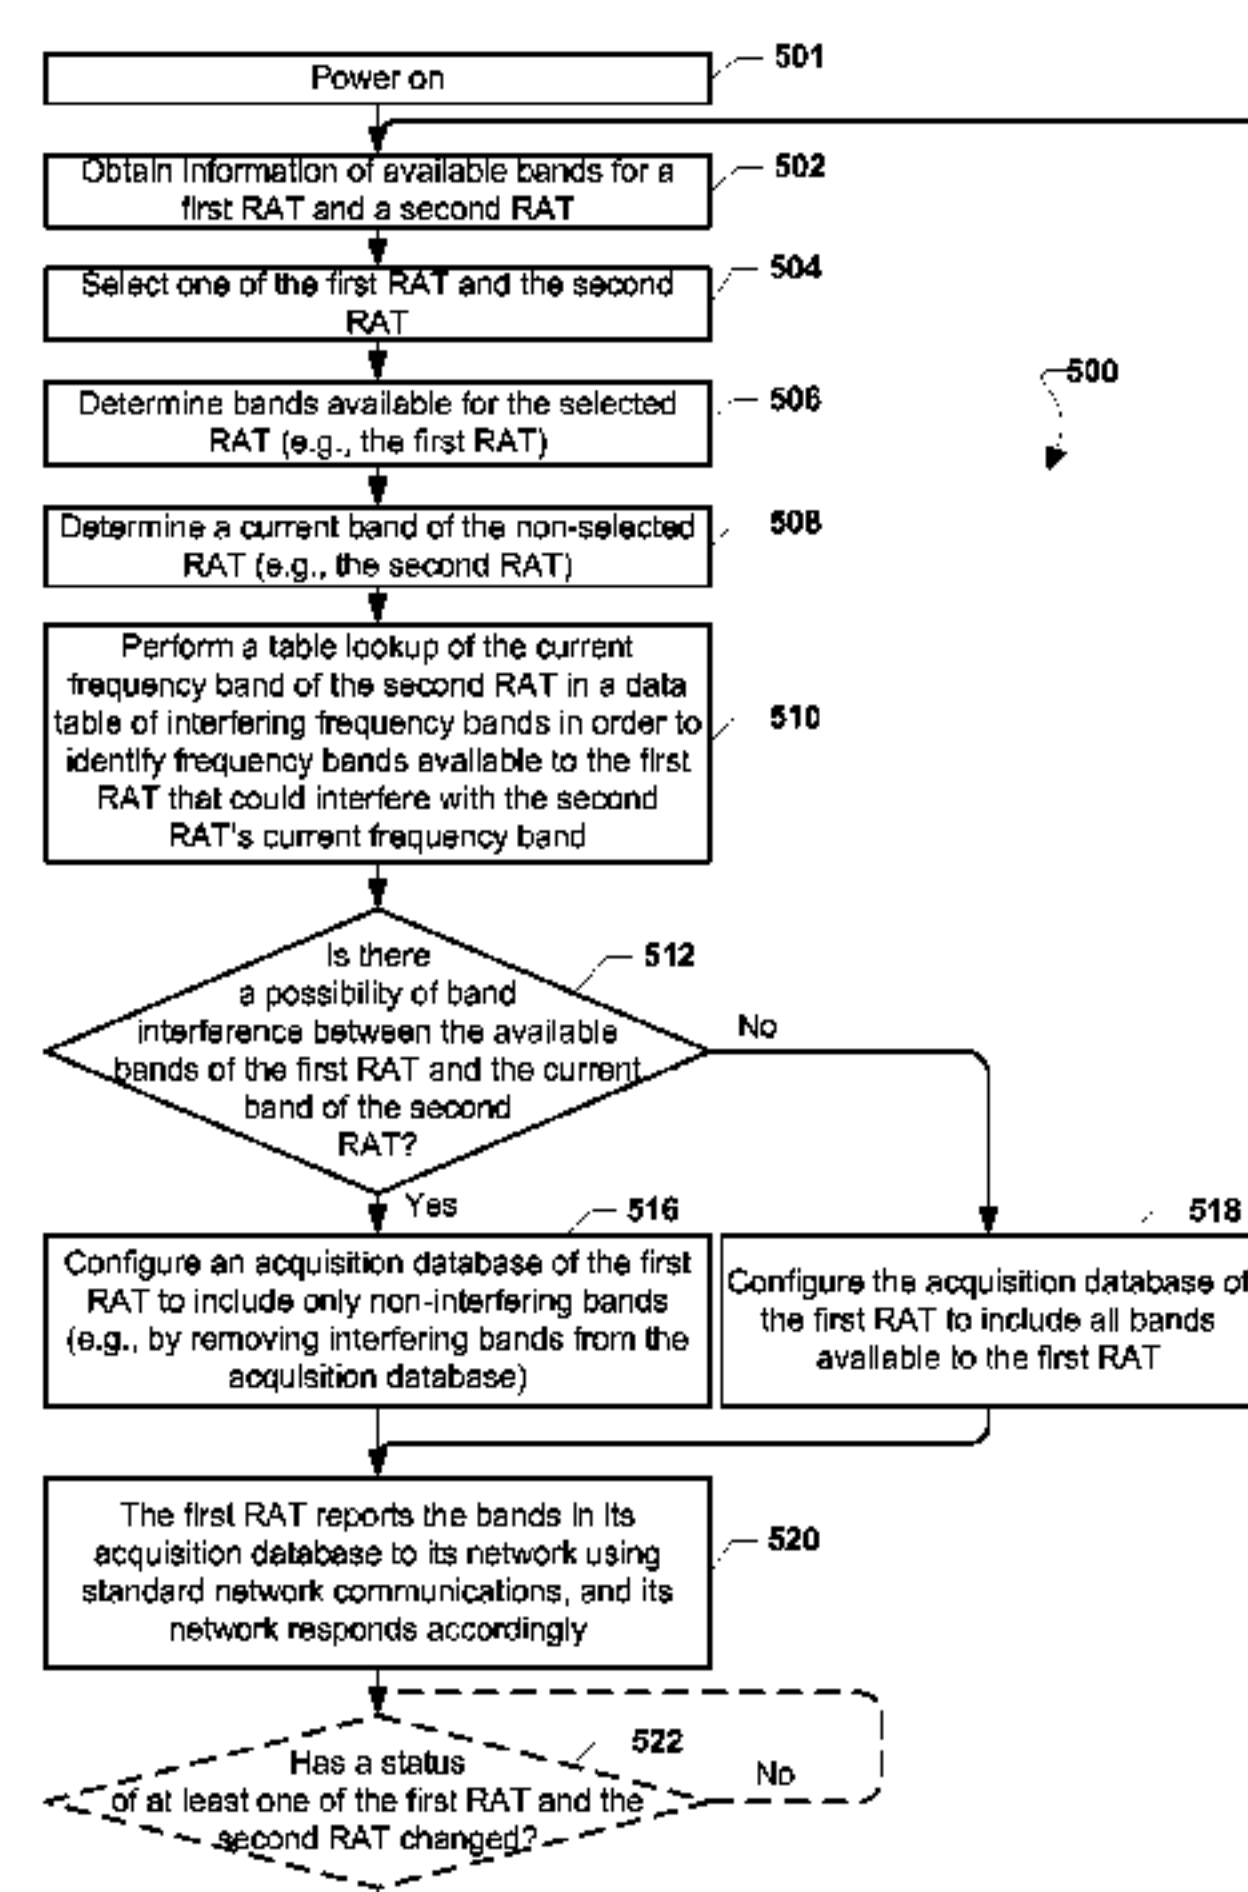 Power on
501
Obtain information of available bands for a
first RAT and a second RAT
502
Select one of the first RAT and the second
RAT
504
500
Determine bands available for the selected
RAT (e.g., the first RAT)
506
Determine a current band of the non-selected
RAT (e.g., the second RAT)
508
Perform a table lookup of the current
frequency band of the second RAT in a data
table of interfering frequency bands in order to
identify frequency bands available to the first
RAT that could interfere with the second
RAT's current frequency band
510
Is there
a possibility of band
interference between the available
bands of the first RAT and the current
band of the second
RAT?
512
No
Yes
516
Configure an acquisition database of the first
RAT to include only non-interfering bands
(e.g., by removing interfering bands from the
acquisition database)
518
Configure the acquisition database of
the first RAT to include all bands
available to the first RAT
The first RAT reports the bands in its
acquisition database to its network using
standard network communications, and its
network responds accordingly
520
Has a status
of at least one of the first RAT and the
second RAT changed?
522
No